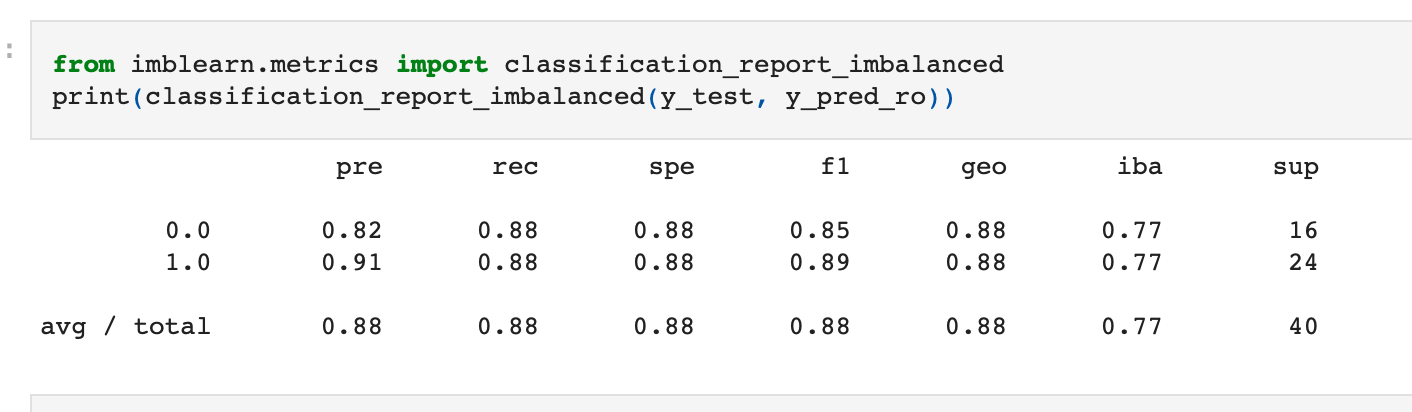 :
from imblearn.metrics import classification_report_imbalanced
print(classification_report_imbalanced(y_test, y_pred_ro))
pre rec spe f1 geo iba sup
0.0 0.82 0.88 0.88 0.85 0.88 0.77 16
1.0 0.91 0.88 0.88 0.89 0.88 0.77 24
avg / total 0.88 0.88 0.88 0.88 0.88 0.77 40